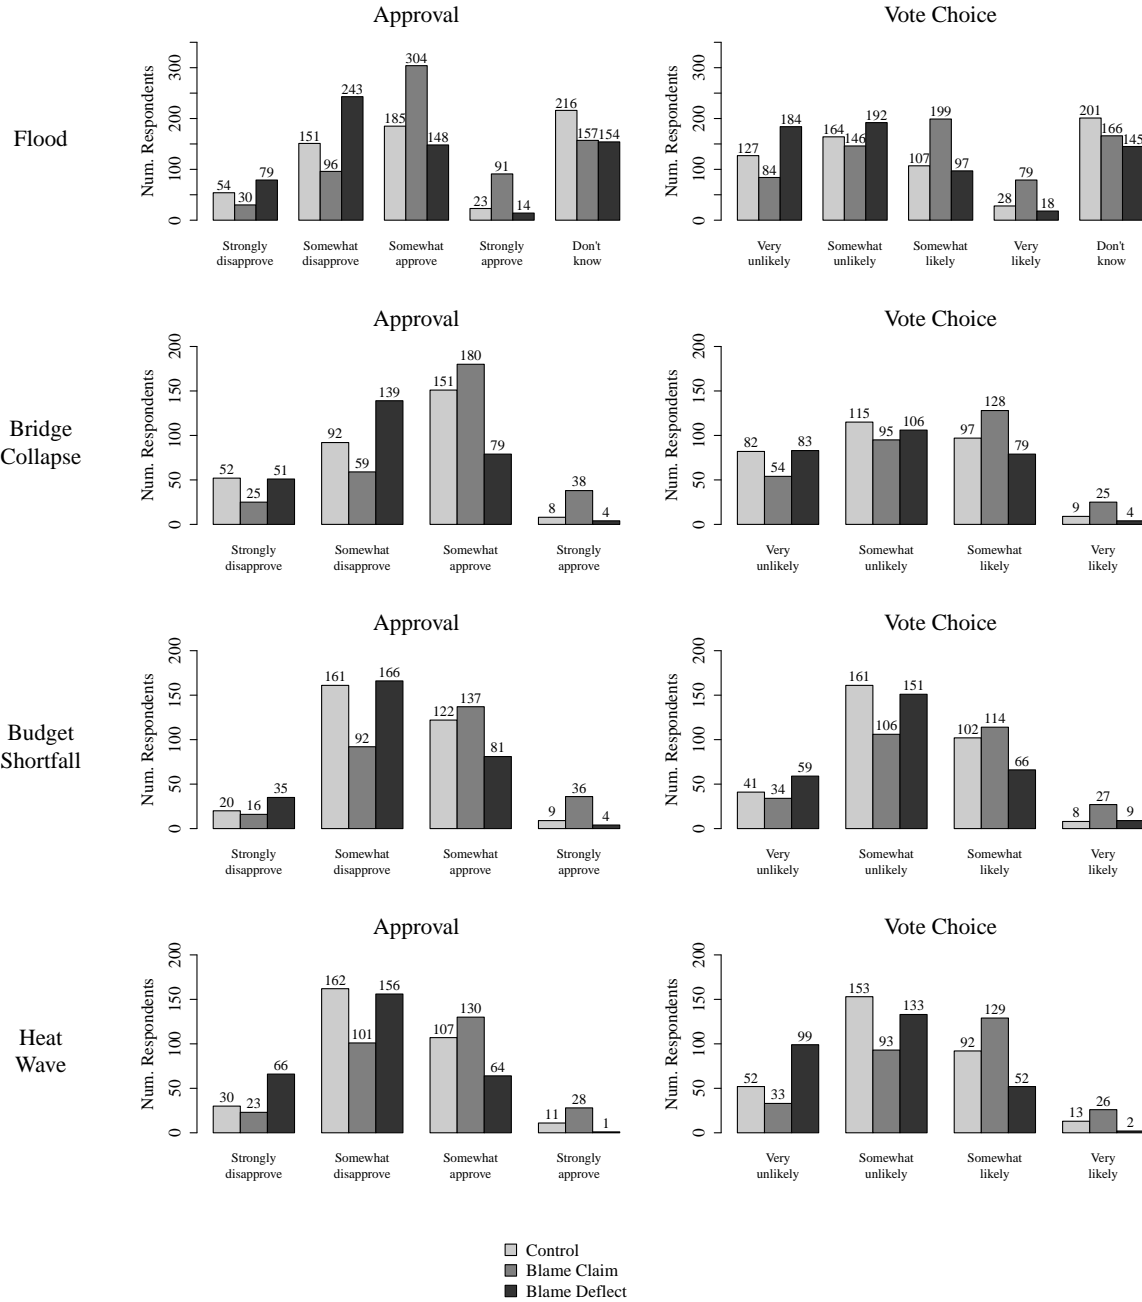 Approval
Vote Choice
Flood
Num. Respondents
0
100
200
300
54
30
79
151
96
243
185
304
148
23
91
14
216
157
154
Strongly
disapprove
Somewhat
disapprove
Somewhat
approve
Strongly
approve
Don't
know
Num. Respondents
0
100
200
300
127
84
184
164
146
192
107
199
97
28
79
18
201
166
145
Very
unlikely
Somewhat
unlikely
Somewhat
likely
Very
likely
Don't
know
Approval
Vote Choice
Bridge
Collapse
Num. Respondents
0
50
100
150
200
52
25
51
92
59
139
151
180
79
8
38
4
Strongly
disapprove
Somewhat
disapprove
Somewhat
approve
Strongly
approve
Num. Respondents
0
50
100
150
200
82
54
83
115
95
106
97
128
79
9
25
4
Very
unlikely
Somewhat
unlikely
Somewhat
likely
Very
likely
Approval
Vote Choice
Budget
Shortfall
Num. Respondents
0
50
100
150
200
20
16
35
161
92
166
122
137
81
9
36
4
Strongly
disapprove
Somewhat
disapprove
Somewhat
approve
Strongly
approve
Num. Respondents
0
50
100
150
200
41
34
59
161
106
151
102
114
66
8
27
9
Very
unlikely
Somewhat
unlikely
Somewhat
likely
Very
likely
Approval
Vote Choice
Heat
Wave
Num. Respondents
0
50
100
150
200
30
23
66
162
101
156
107
130
64
11
28
1
Strongly
disapprove
Somewhat
disapprove
Somewhat
approve
Strongly
approve
Num. Respondents
0
50
100
150
200
52
33
99
153
93
133
92
129
52
13
26
2
Very
unlikely
Somewhat
unlikely
Somewhat
likely
Very
likely
Control
Blame Claim
Blame Deflect